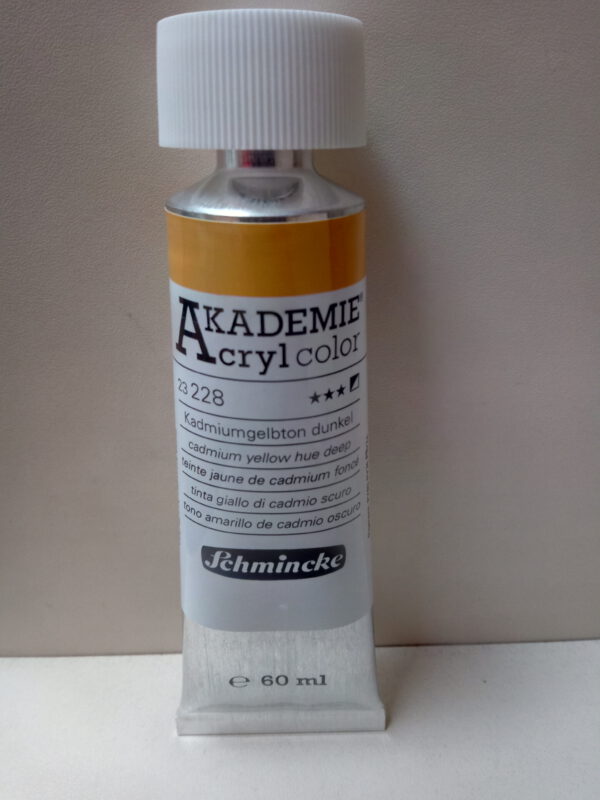 AKADEMIE®
Acryl color
23 228 ★★★
Kadmiumgelbton dunkel
cadmium yellow hue deep
teinte jaune de cadmium foncé
tinta giallo di cadmio scuro
tono amarillo de cadmio oscuro
Schmincke
℮ 60 ml